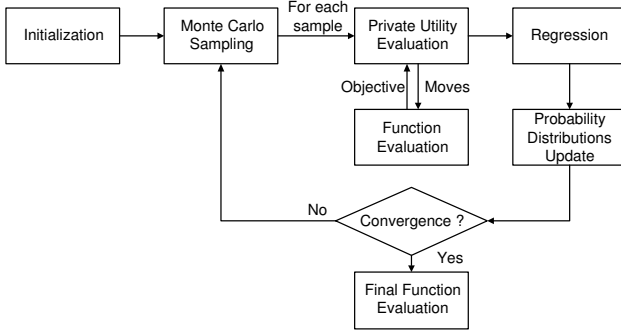 For each
sample
Initialization
Monte Carlo
Sampling
Private Utility
Evaluation
Regression
Objective
Moves
Function
Evaluation
Probability
Distributions
Update
No
Convergence ?
Yes
Final Function
Evaluation